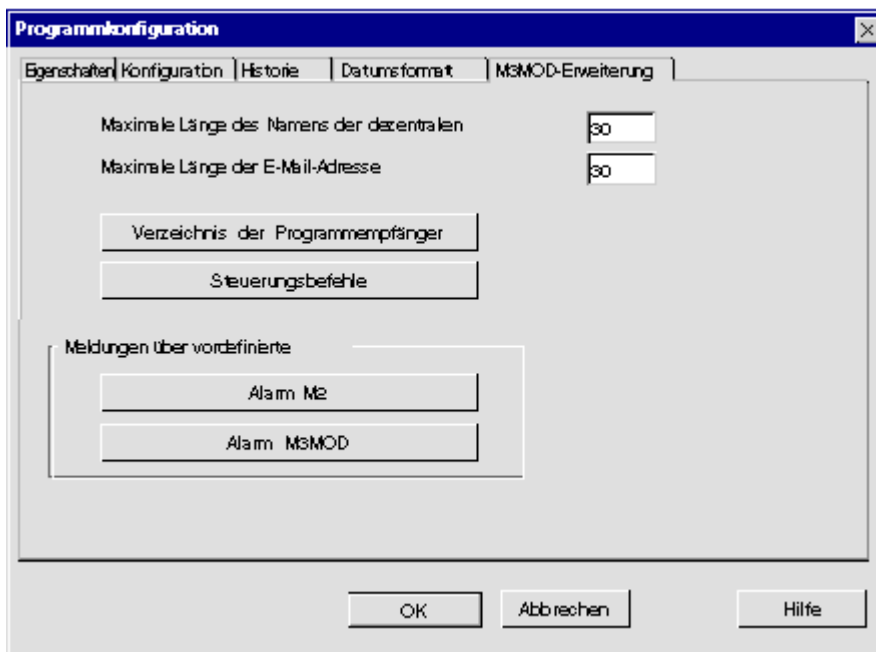 Programmkonfiguration
Eigenschaften Konfiguration Historie Datumsformat M3MOD-Erweiterung
Maximale Länge des Namens der dezentralen 30
Maximale Länge der E-Mail-Adresse 30
Verzeichnis der Programmempfänger
Steuerungsbefehle
Meldungen über vordefinierte
Alarm M2
Alarm M3MOD
OK Abbrechen Hilfe